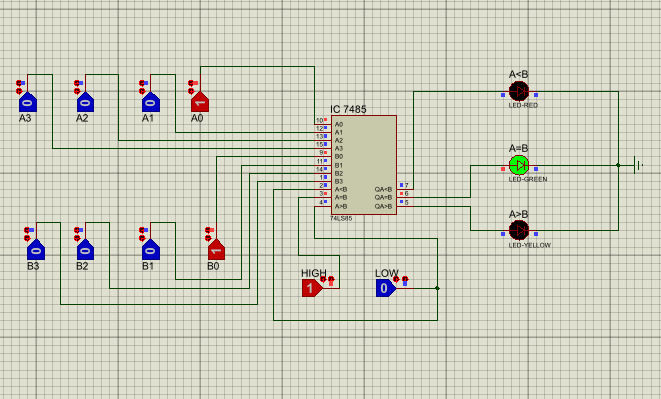 A<B
LED-RED
0 0 0 1
A3 A2 A1 A0
IC 7485
10 A0
12 A1
13 A2
15 A3
9 B0
11 B1
14 B2
1 B3
2 A<B QA<B 7
3 A=B QA=B 6
4 A>B QA>B 5
74LS85
A=B
LED-GREEN
A>B
LED-YELLOW
0 0 0 1
B3 B2 B1 B0
HIGH LOW
1 0